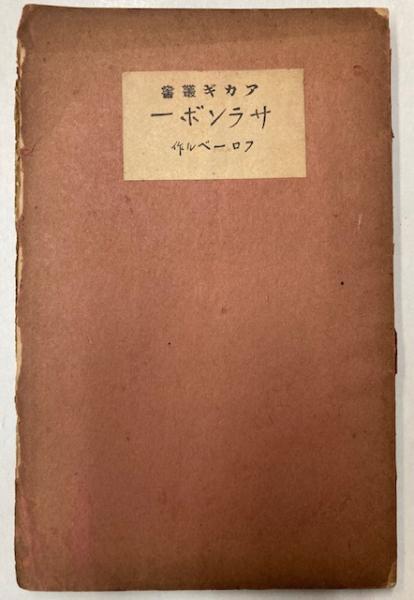 アカギ叢書
サランボー
フローベル作